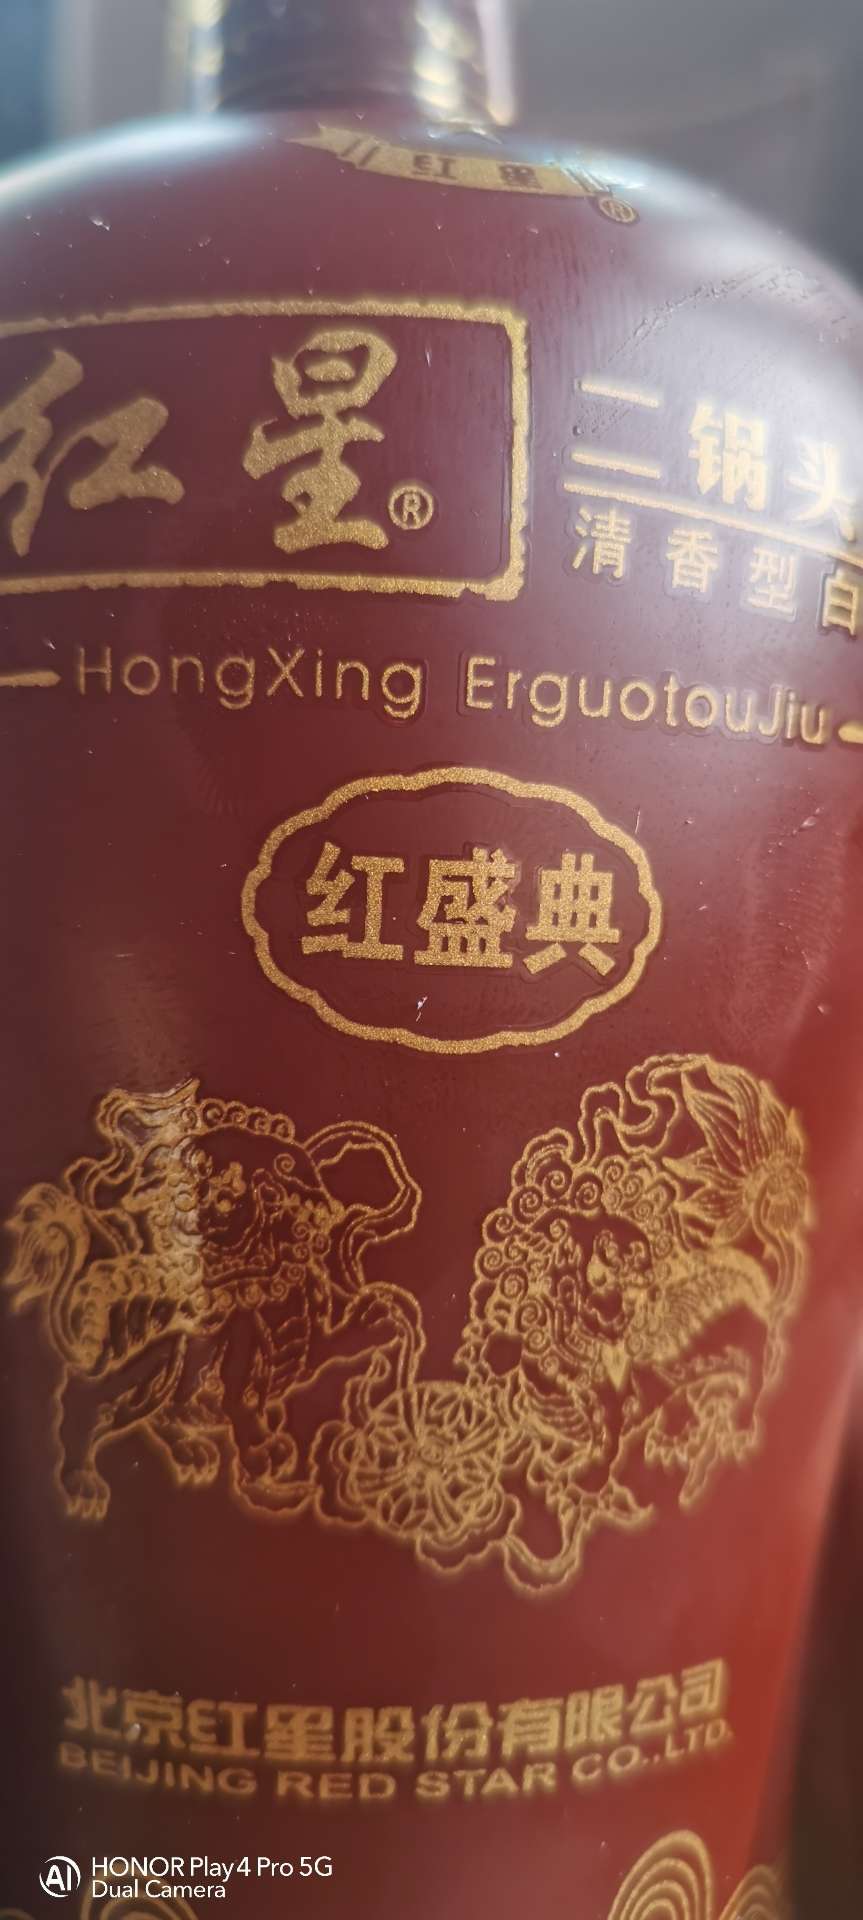 红星®
红星®
二锅头
清香型白
HongXing ErguotouJiu
红盛典
北京红星股份有限公司
BEIJING RED STAR CO.,LTD.
AI HONOR Play4 Pro 5G
Dual Camera